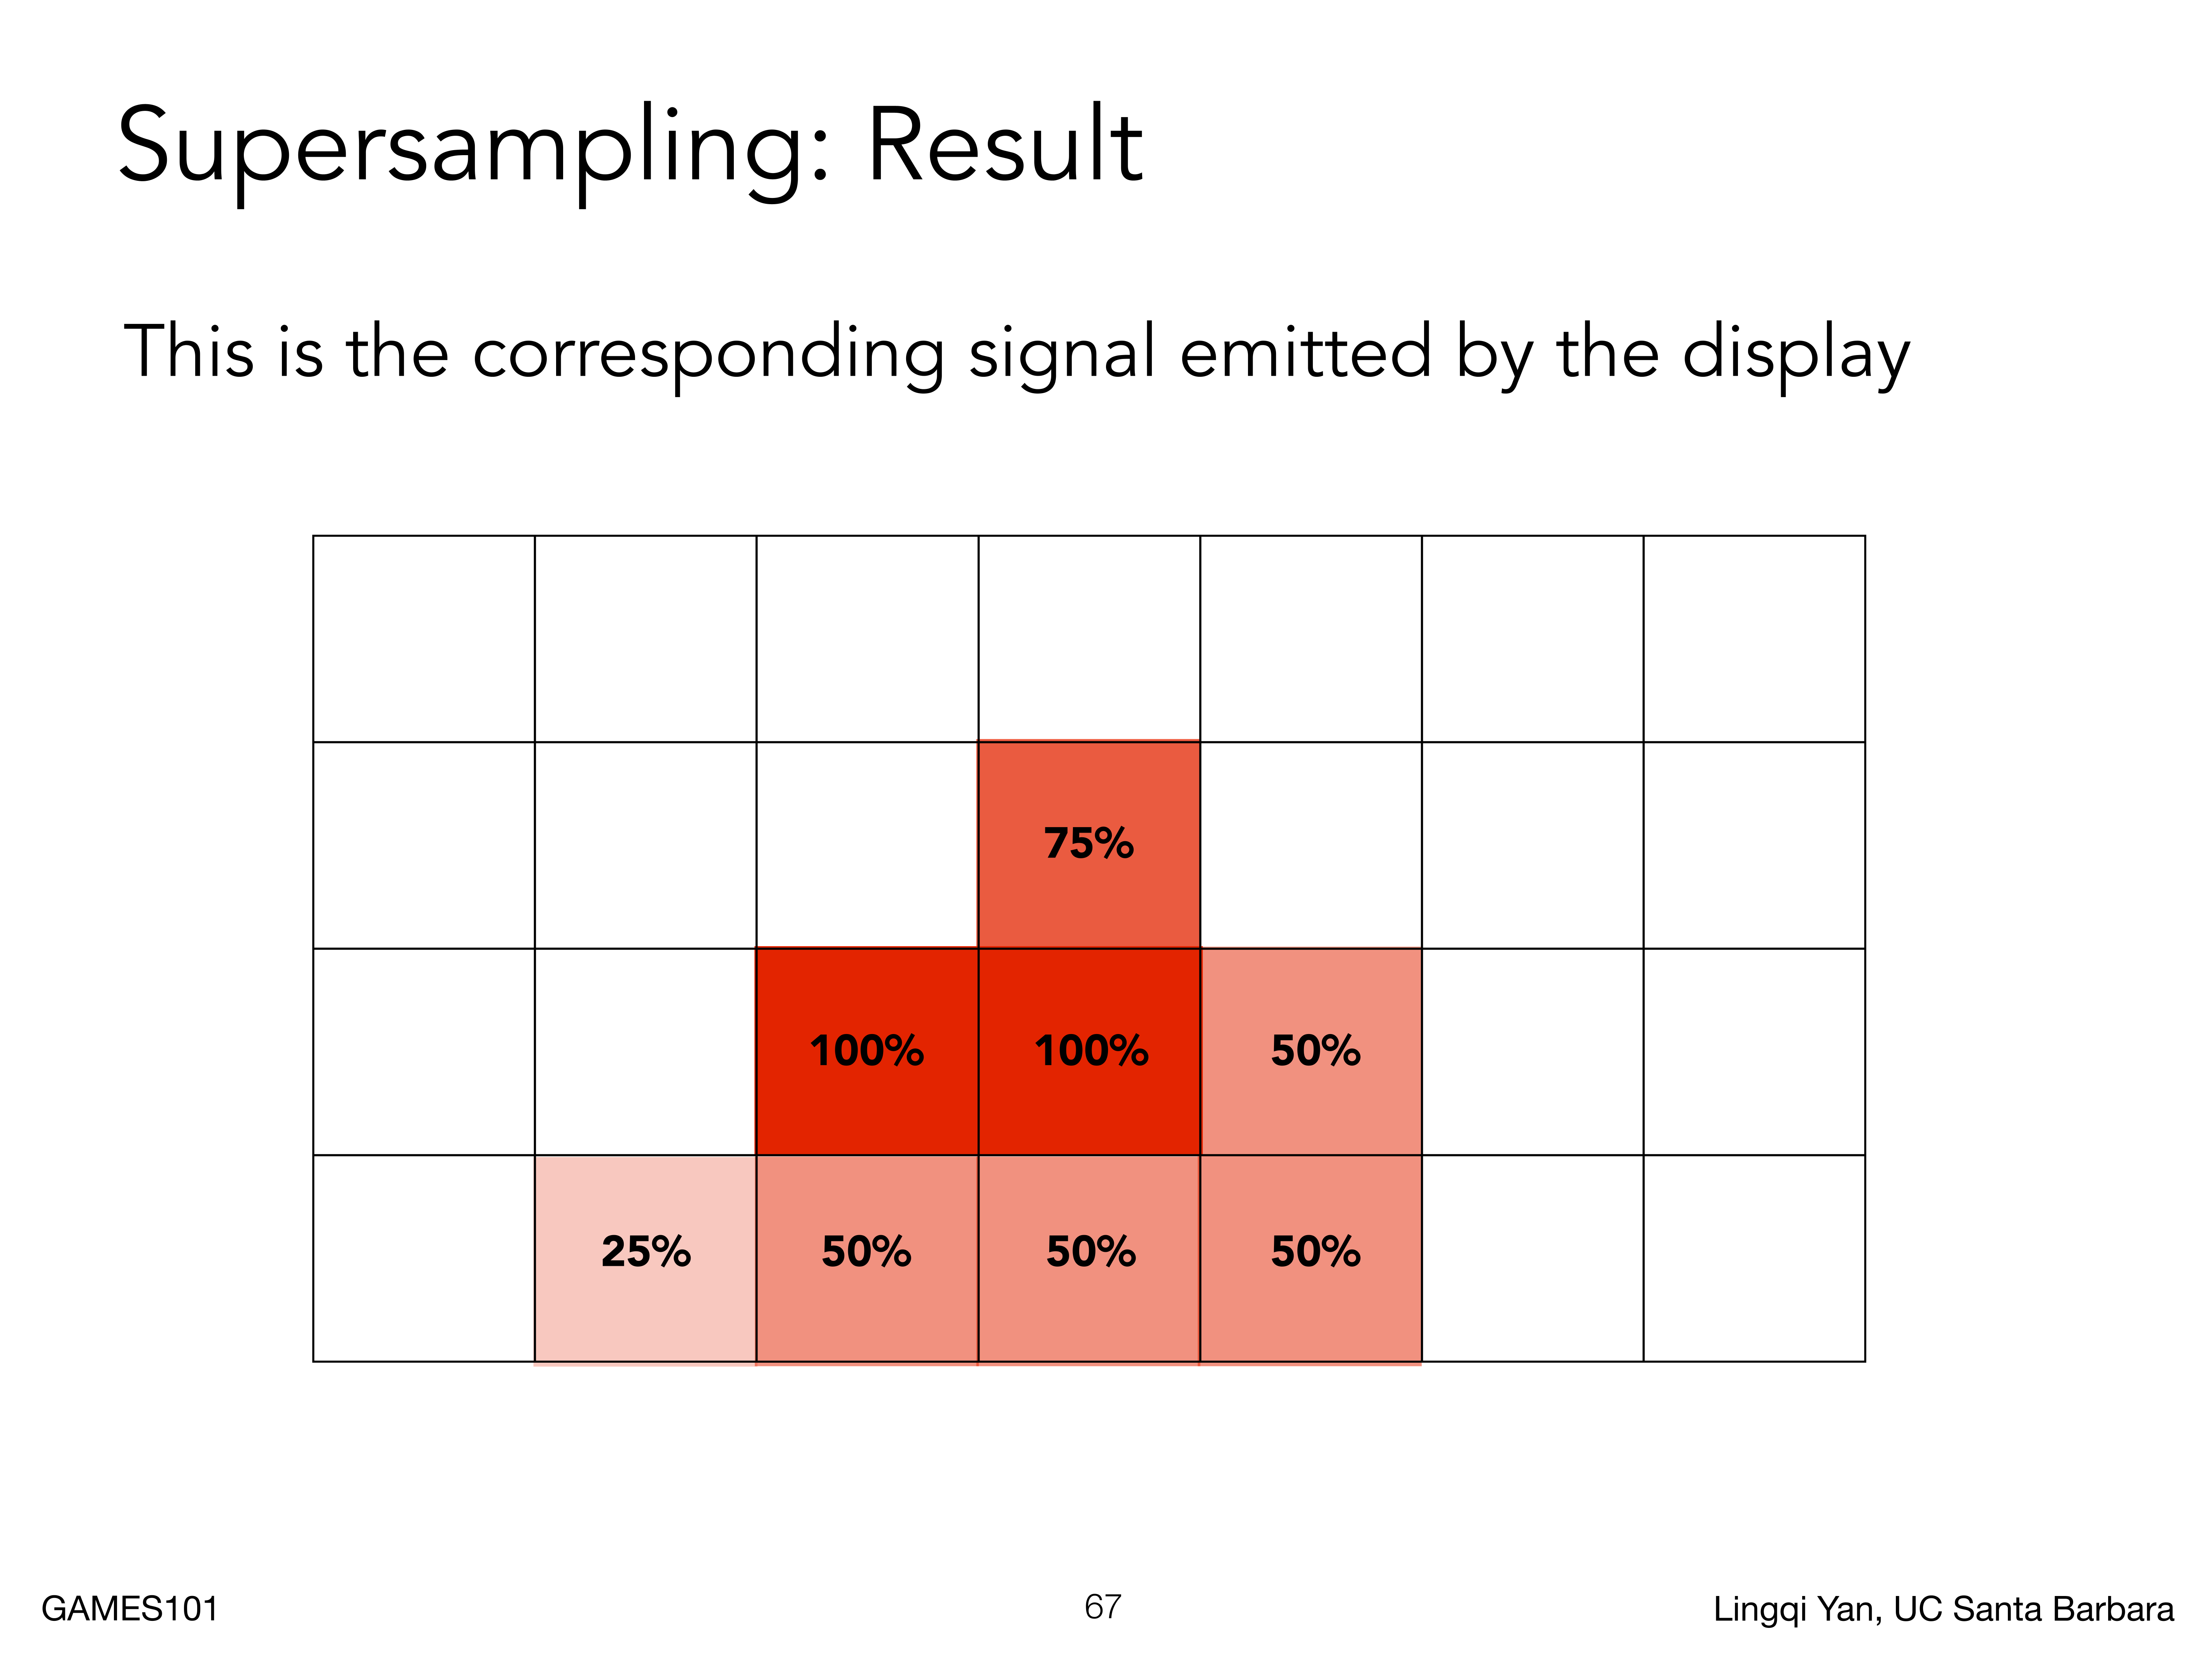 Supersampling: Result
This is the corresponding signal emitted by the display
75%
100% 100% 50%
25% 50% 50% 50%
GAMES101 67 Lingqi Yan, UC Santa Barbara